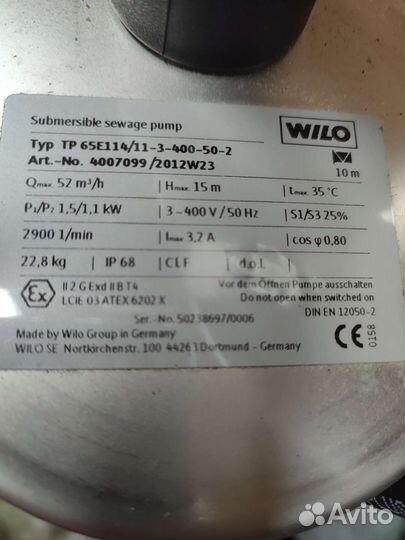 Submersible sewage pump
WILO
Typ TP 65E114/11-3-400-50-2
Art.-No. 4007099/2012W23
10 m
Qmax. 52 m³/h Hmax. 15 m tmax. 35 °C
P1/P2 1,5/1,1 kW 3~400 V/50 Hz S1/S3 25%
2900 1/min Imax 3,2 A cos φ 0,80
22,8 kg IP 68 CL F d.o.l.
Ex
II 2 G Exd II B T4
LCIE 03 ATEX 6202 X
Vor dem Öffnen Pumpe ausschalten
Do not open when switched on
DIN EN 12050-2
Ser.-No. 50238697/0006
CE 0158
Made by Wilo Group in Germany
WILO SE Nortkirchenstr. 100 44263 Dortmund - Germany
Avito